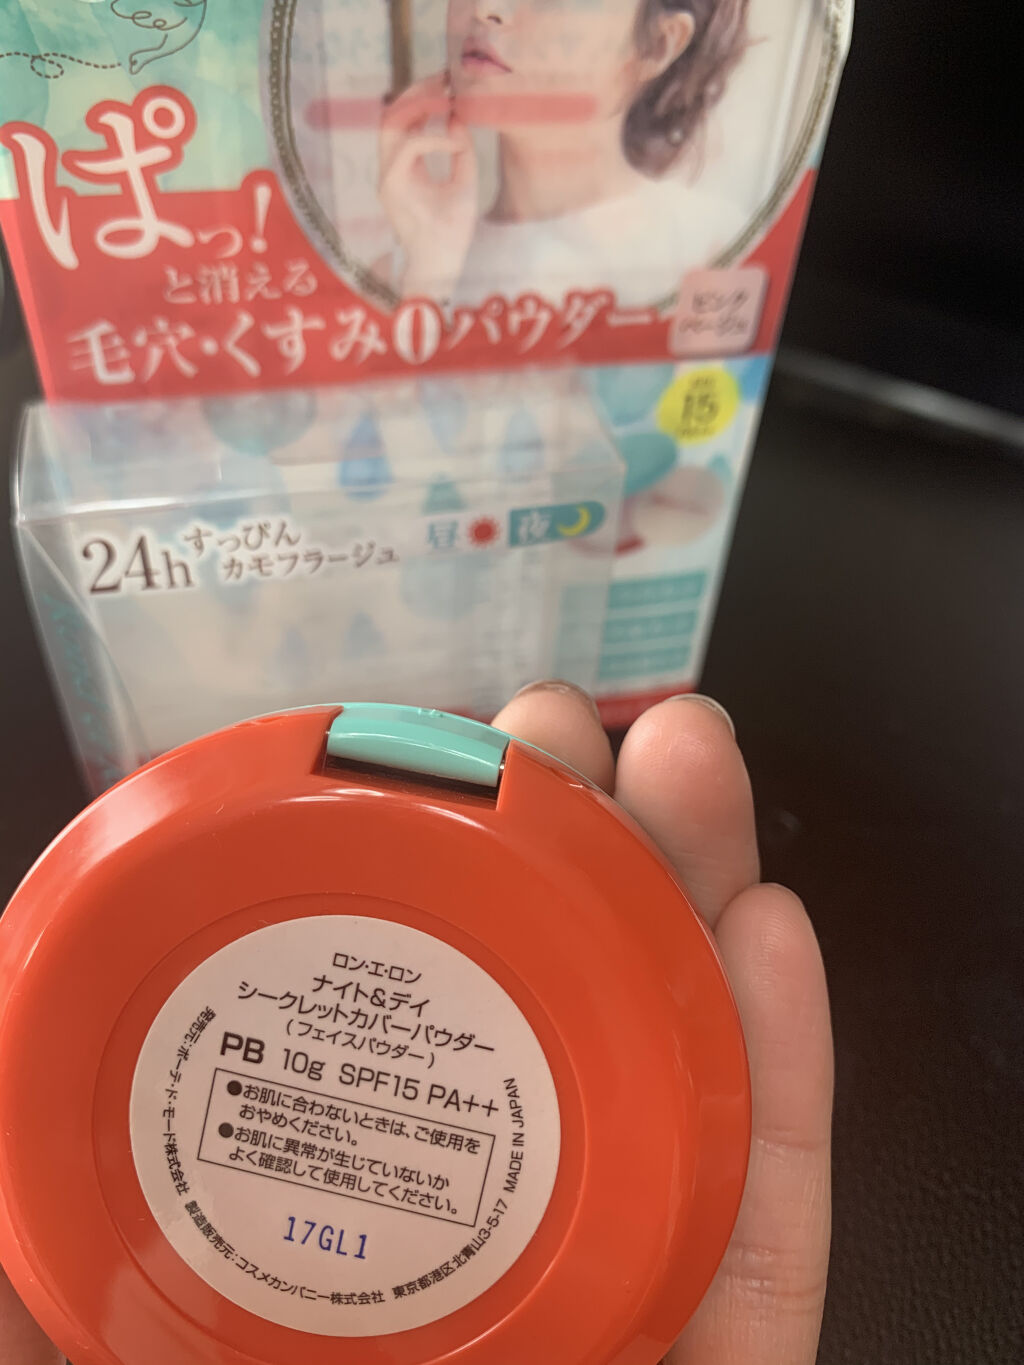 ぱっ!
と消える
毛穴・くすみ0パウダー
ピンク
ベージュ
15
24h すっぴん
カモフラージュ
昼 夜
ロン・エ・ロン
ナイト&デイ
シークレットカバーパウダー
(フェイスパウダー)
PB 10g SPF15 PA++
●お肌に合わないときは、ご使用を
おやめください。
●お肌に異常が生じていないか
よく確認して使用してください。
17GL1
発売元:ボーテ・ド・モード株式会社 製造販売元:コスメカンパニー株式会社 東京都港区北青山3-5-17 MADE IN JAPAN